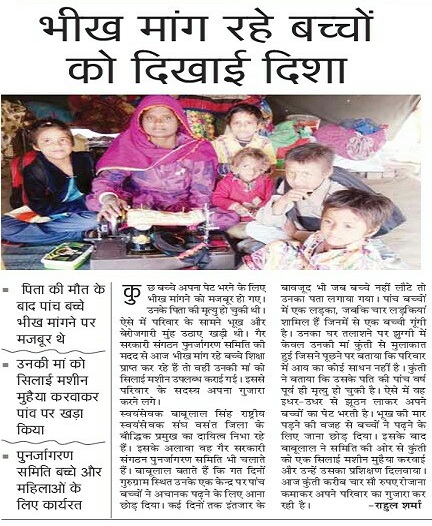 भीख मांग रहे बच्चों
को दिखाई दिशा
पिता की मौत के
बाद पांच बच्चे
भीख मांगने पर
मजबूर थे
उनकी मां को
सिलाई मशीन
मुहैया करवाकर
पांव पर खड़ा
किया
पुनर्जागरण
समिति बच्चे और
महिलाओं के
लिए कार्यरत
कुछ बच्चे अपना पेट भरने के लिए
भीख मांगने को मजबूर हो गए।
उनके पिता की मृत्यु हो चुकी थी।
ऐसे में परिवार के सामने भूख और
बेरोजगारी मुंह उठाए खड़ी थी। गैर
सरकारी संगठन पुनर्जागरण समिति की
मदद से आज भीख मांग रहे बच्चे शिक्षा
प्राप्त कर रहे हैं तो वही उनकी मां को
सिलाई मशीन उपलब्ध कराई गई। इससे
परिवार के सदस्य अपना गुजारा
करने लगे।
स्वयंसेवक बाबूलाल सिंह राष्ट्रीय
स्वयंसेवक संघ वसंत जिला के
बौद्धिक प्रमुख का दायित्व निभा रहे
हैं। इसके अलावा वह गैर सरकारी
संगठन पुनर्जागरण समिति भी चलाते
हैं। बाबूलाल बताते हैं कि गत दिनों
गुरुग्राम स्थित उनके एक केन्द्र पर पांच
बच्चों ने अचानक पढ़ने के लिए आना
छोड़ दिया। कई दिनों तक इंतजार के
बावजूद भी जब बच्चे नहीं लौटे तो
उनका पता लगाया गया। पांच बच्चों
में एक लड़का, जबकि चार लड़कियां
शामिल हैं जिनमें से एक बच्ची गूंगी
है। उनका घर तलाशने पर झुग्गी में
केवल उनकी मां कुंती से मुलाकात
हुई जिसने पूछने पर बताया कि परिवार
में आय का कोई साधन नहीं है। कुंती
ने बताया कि उसके पति की पांच वर्ष
पूर्व ही मृत्यु हो चुकी है। ऐसे में वह
इधर-उधर से झूठन लाकर अपने
बच्चों का पेट भरती है। भूख की मार
पड़ने की वजह से बच्चों ने पढ़ने के
लिए जाना छोड़ दिया। इसके बाद
बाबूलाल ने समिति की ओर से कुंती
को एक सिलाई मशीन मुहैया करवाई
और उन्हें उसका प्रशिक्षण दिलवाया।
आज कुंती करीब चार सौ रुपए रोजाना
कमाकर अपने परिवार का गुजारा कर
रही है। -राहुल शर्मा